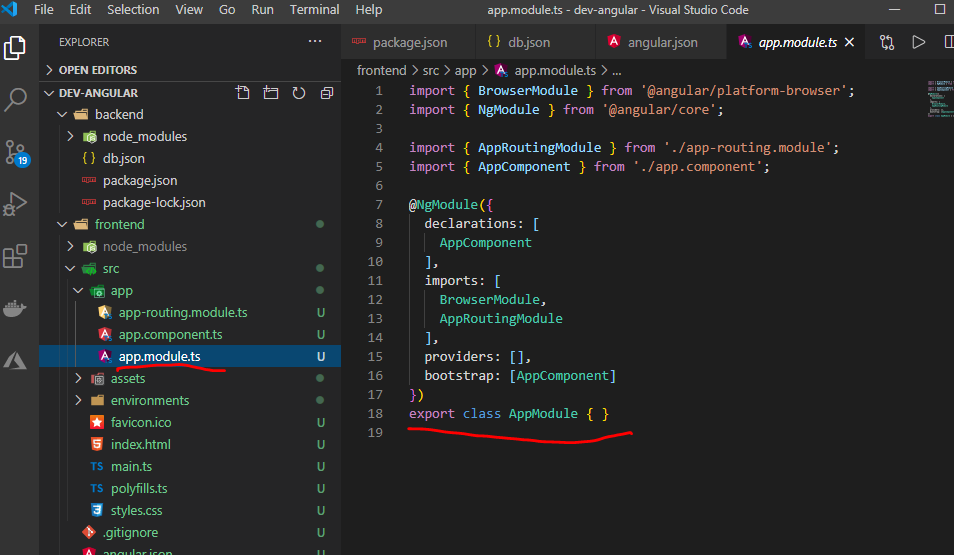 File Edit Selection View Go Run Terminal Help app.module.ts - dev-angular - Visual Studio Code
EXPLORER ···
package.json
{ } db.json
angular.json
app.module.ts
OPEN EDITORS
DEV-ANGULAR
backend
node_modules
{ } db.json
package.json
package-lock.json
19
frontend
node_modules
src
app
app-routing.module.ts U
app.component.ts U
app.module.ts U
assets
environments
favicon.ico U
index.html U
TS main.ts U
TS polyfills.ts U
styles.css U
.gitignore U
angular.json U
frontend > src > app > app.module.ts > ...
1 import { BrowserModule } from '@angular/platform-browser';
2 import { NgModule } from '@angular/core';
3
4 import { AppRoutingModule } from './app-routing.module';
5 import { AppComponent } from './app.component';
6
7 @NgModule({
8 declarations: [
9 AppComponent
10 ],
11 imports: [
12 BrowserModule,
13 AppRoutingModule
14 ],
15 providers: [],
16 bootstrap: [AppComponent]
17 })
18 export class AppModule { }
19